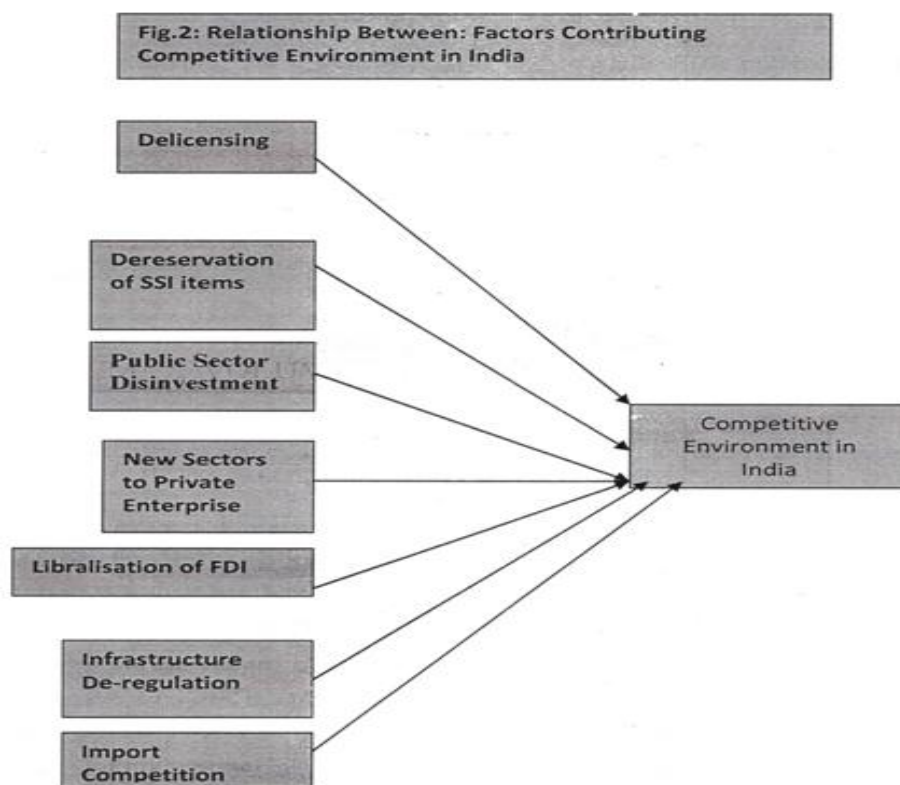 Fig.2: Relationship Between: Factors Contributing
Competitive Environment in India
Delicensing
Dereservation
of SSI items
Public Sector
Disinvestment
New Sectors
to Private
Enterprise
Libralisation of FDI
Infrastructure
De-regulation
Import
Competition
Competitive
Environment in
India